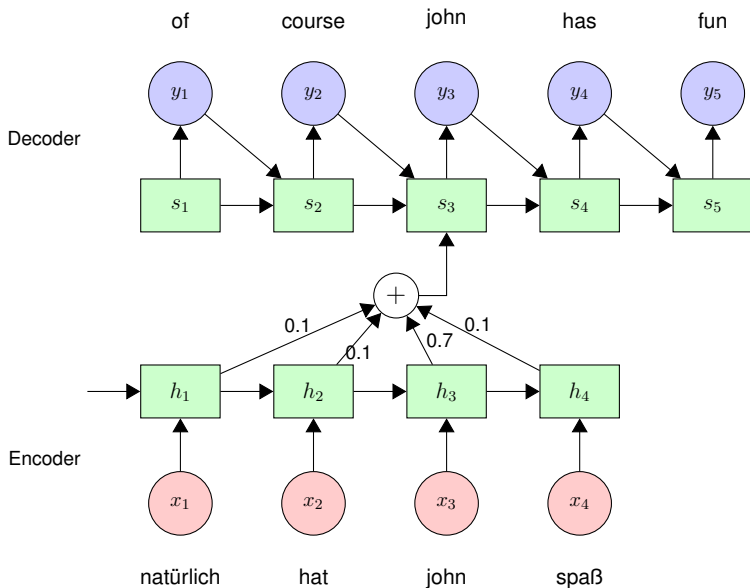 of course john has fun
y1 y2 y3 y4 y5
Decoder
s1 s2 s3 s4 s5
+
0.1 0.1 0.7 0.1
h1 h2 h3 h4
Encoder
x1 x2 x3 x4
natürlich hat john spaß